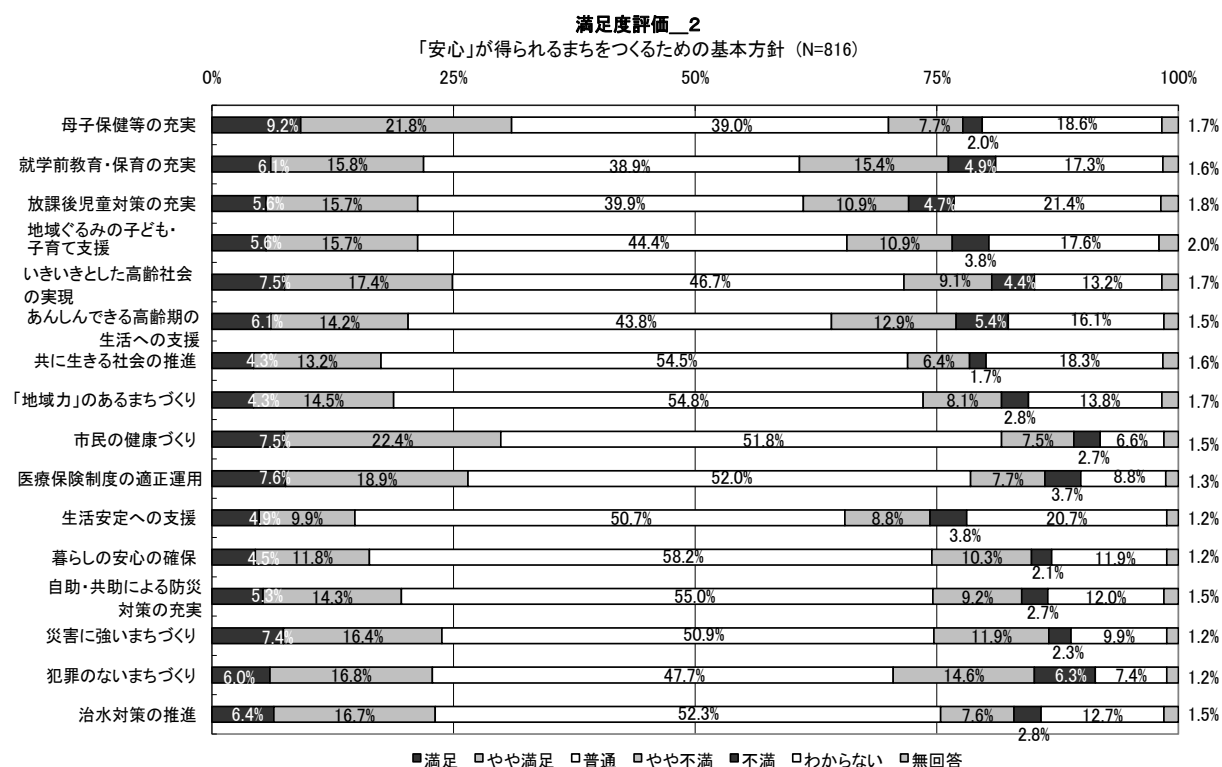 満足度評価__2
「安心」が得られるまちをつくるための基本方針 (N=816)
0% 25% 50% 75% 100%
母子保健等の充実 9.2% 21.8% 39.0% 7.7% 2.0% 18.6% 1.7%
就学前教育・保育の充実 6.1% 15.8% 38.9% 15.4% 4.9% 17.3% 1.6%
放課後児童対策の充実 5.6% 15.7% 39.9% 10.9% 4.7% 21.4% 1.8%
地域ぐるみの子ども・
子育て支援 5.6% 15.7% 44.4% 10.9% 3.8% 17.6% 2.0%
いきいきとした高齢社会
の実現 7.5% 17.4% 46.7% 9.1% 4.4% 13.2% 1.7%
あんしんできる高齢期の
生活への支援 6.1% 14.2% 43.8% 12.9% 5.4% 16.1% 1.5%
共に生きる社会の推進 4.3% 13.2% 54.5% 6.4% 1.7% 18.3% 1.6%
「地域力」のあるまちづくり 4.3% 14.5% 54.8% 8.1% 2.8% 13.8% 1.7%
市民の健康づくり 7.5% 22.4% 51.8% 7.5% 2.7% 6.6% 1.5%
医療保険制度の適正運用 7.6% 18.9% 52.0% 7.7% 3.7% 8.8% 1.3%
生活安定への支援 4.9% 9.9% 50.7% 8.8% 3.8% 20.7% 1.2%
暮らしの安心の確保 4.5% 11.8% 58.2% 10.3% 2.1% 11.9% 1.2%
自助・共助による防災
対策の充実 5.3% 14.3% 55.0% 9.2% 2.7% 12.0% 1.5%
災害に強いまちづくり 7.4% 16.4% 50.9% 11.9% 2.3% 9.9% 1.2%
犯罪のないまちづくり 6.0% 16.8% 47.7% 14.6% 6.3% 7.4% 1.2%
治水対策の推進 6.4% 16.7% 52.3% 7.6% 2.8% 12.7% 1.5%
満足 やや満足 普通 やや不満 不満 わからない 無回答